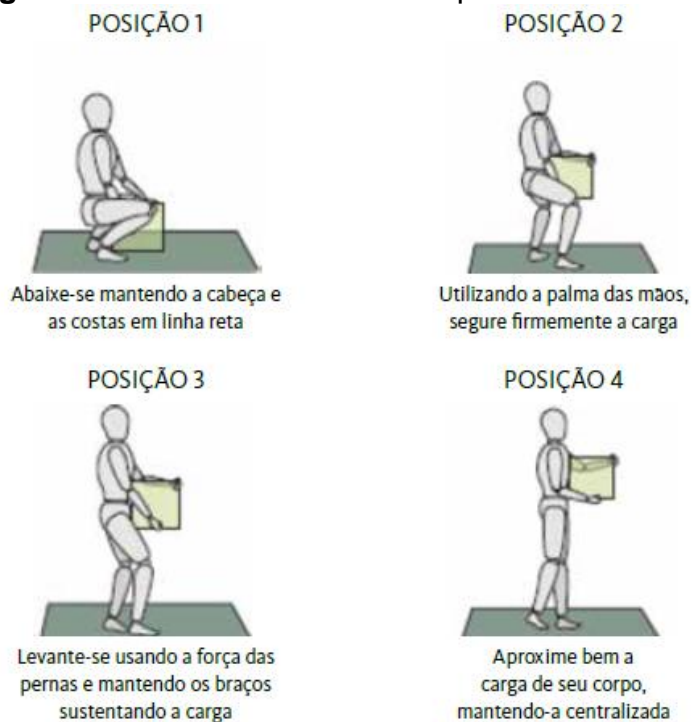 POSIÇÃO 1
Abaixe-se mantendo a cabeça e
as costas em linha reta
POSIÇÃO 2
Utilizando a palma das mãos,
segure firmemente a carga
POSIÇÃO 3
Levante-se usando a força das
pernas e mantendo os braços
sustentando a carga
POSIÇÃO 4
Aproxime bem a
carga de seu corpo,
mantendo-a centralizada